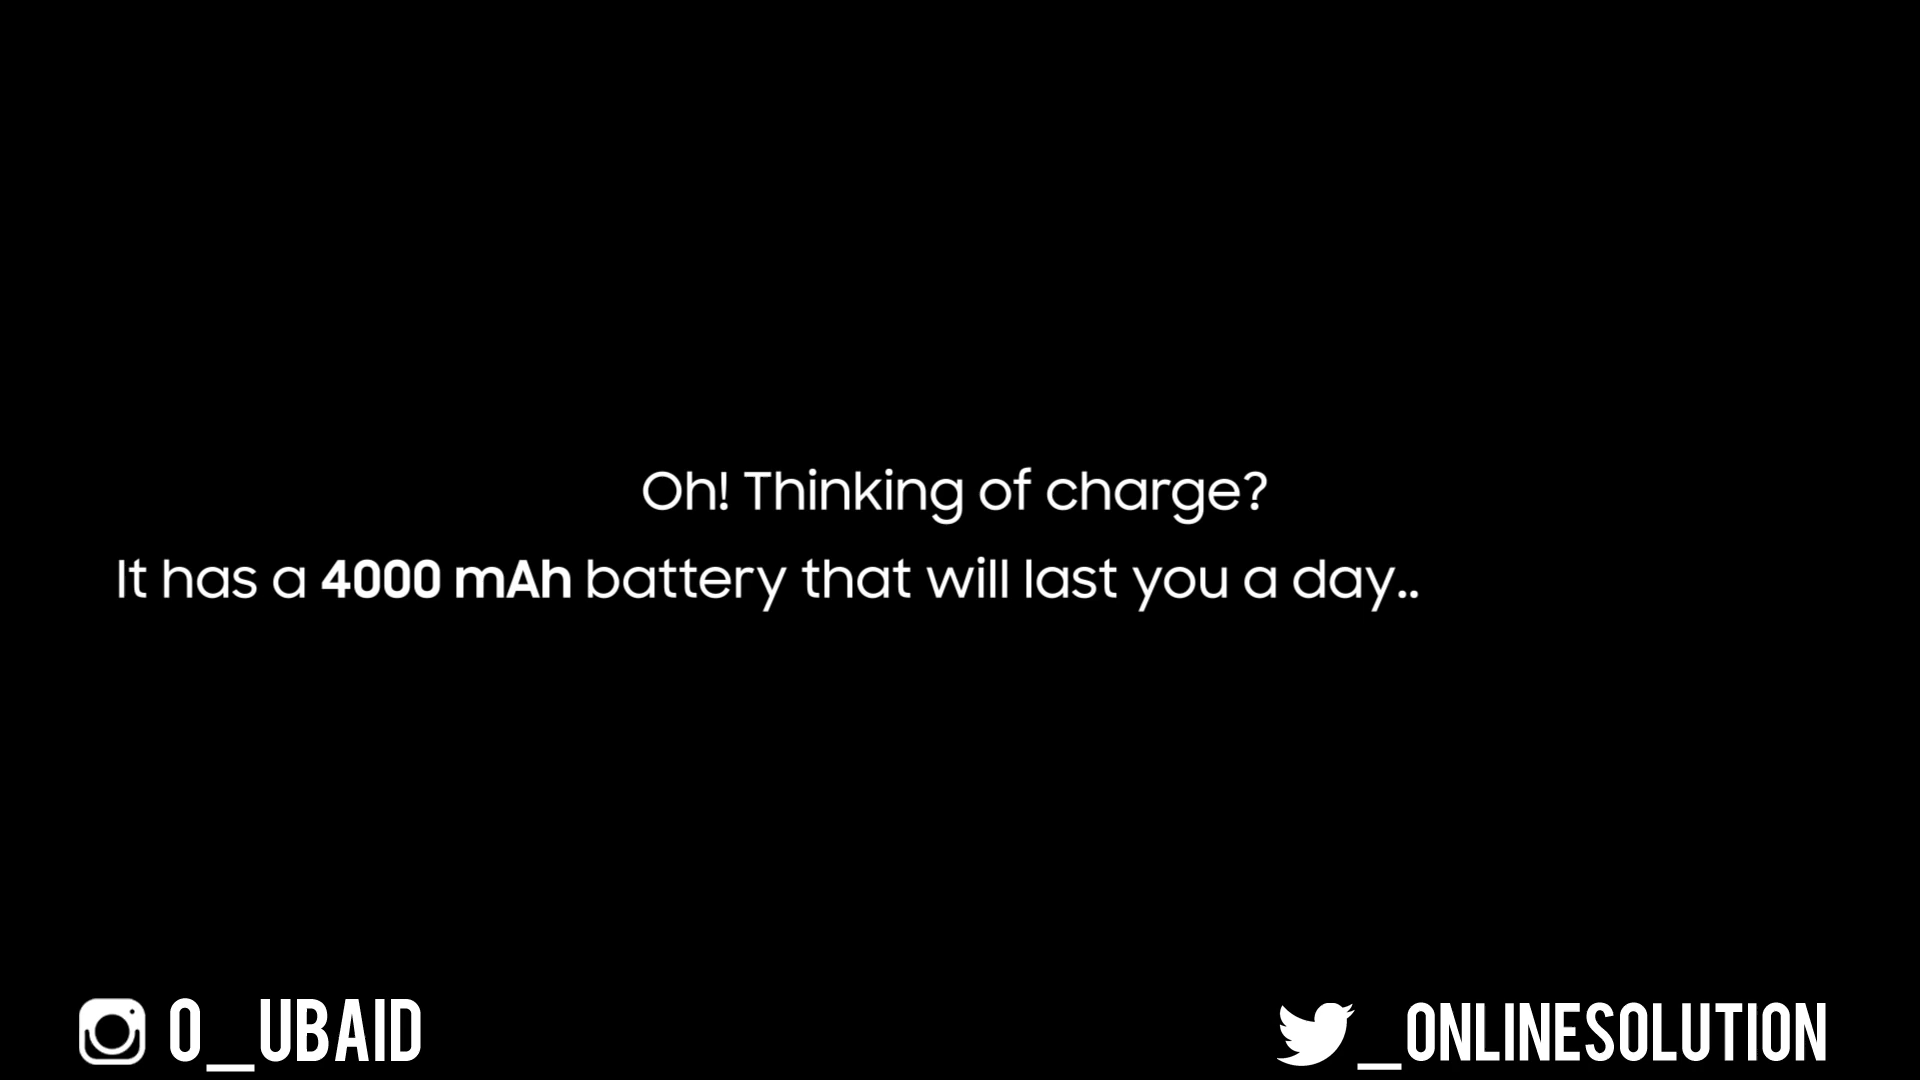 Oh! Thinking of charge?
It has a 4000 mAh battery that will last you a day..
O_UBAID
_ONLINESOLUTION